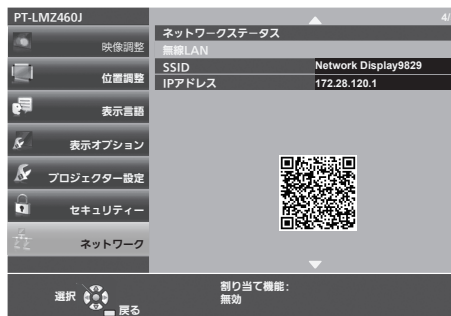 PT-LMZ460J
4/
ネットワークステータス
映像調整
無線LAN
SSID
Network Display9829
位置調整
IPアドレス
172.28.120.1
表示言語
表示オプション
プロジェクター設定
セキュリティー
ネットワーク
選択
戻る
割り当て機能:
無効